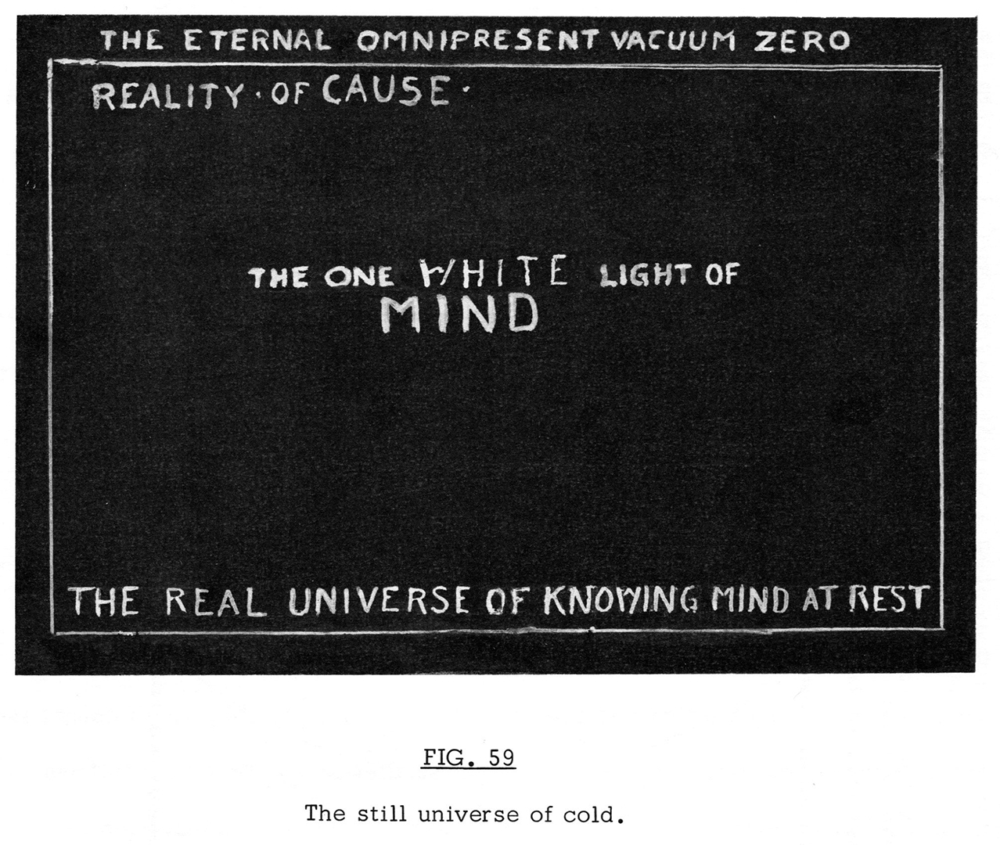 THE ETERNAL OMNIPRESENT VACUUM ZERO
REALITY · OF CAUSE ·
THE ONE WHITE LIGHT OF
MIND
THE REAL UNIVERSE OF KNOWING MIND AT REST
FIG. 59
The still universe of cold.